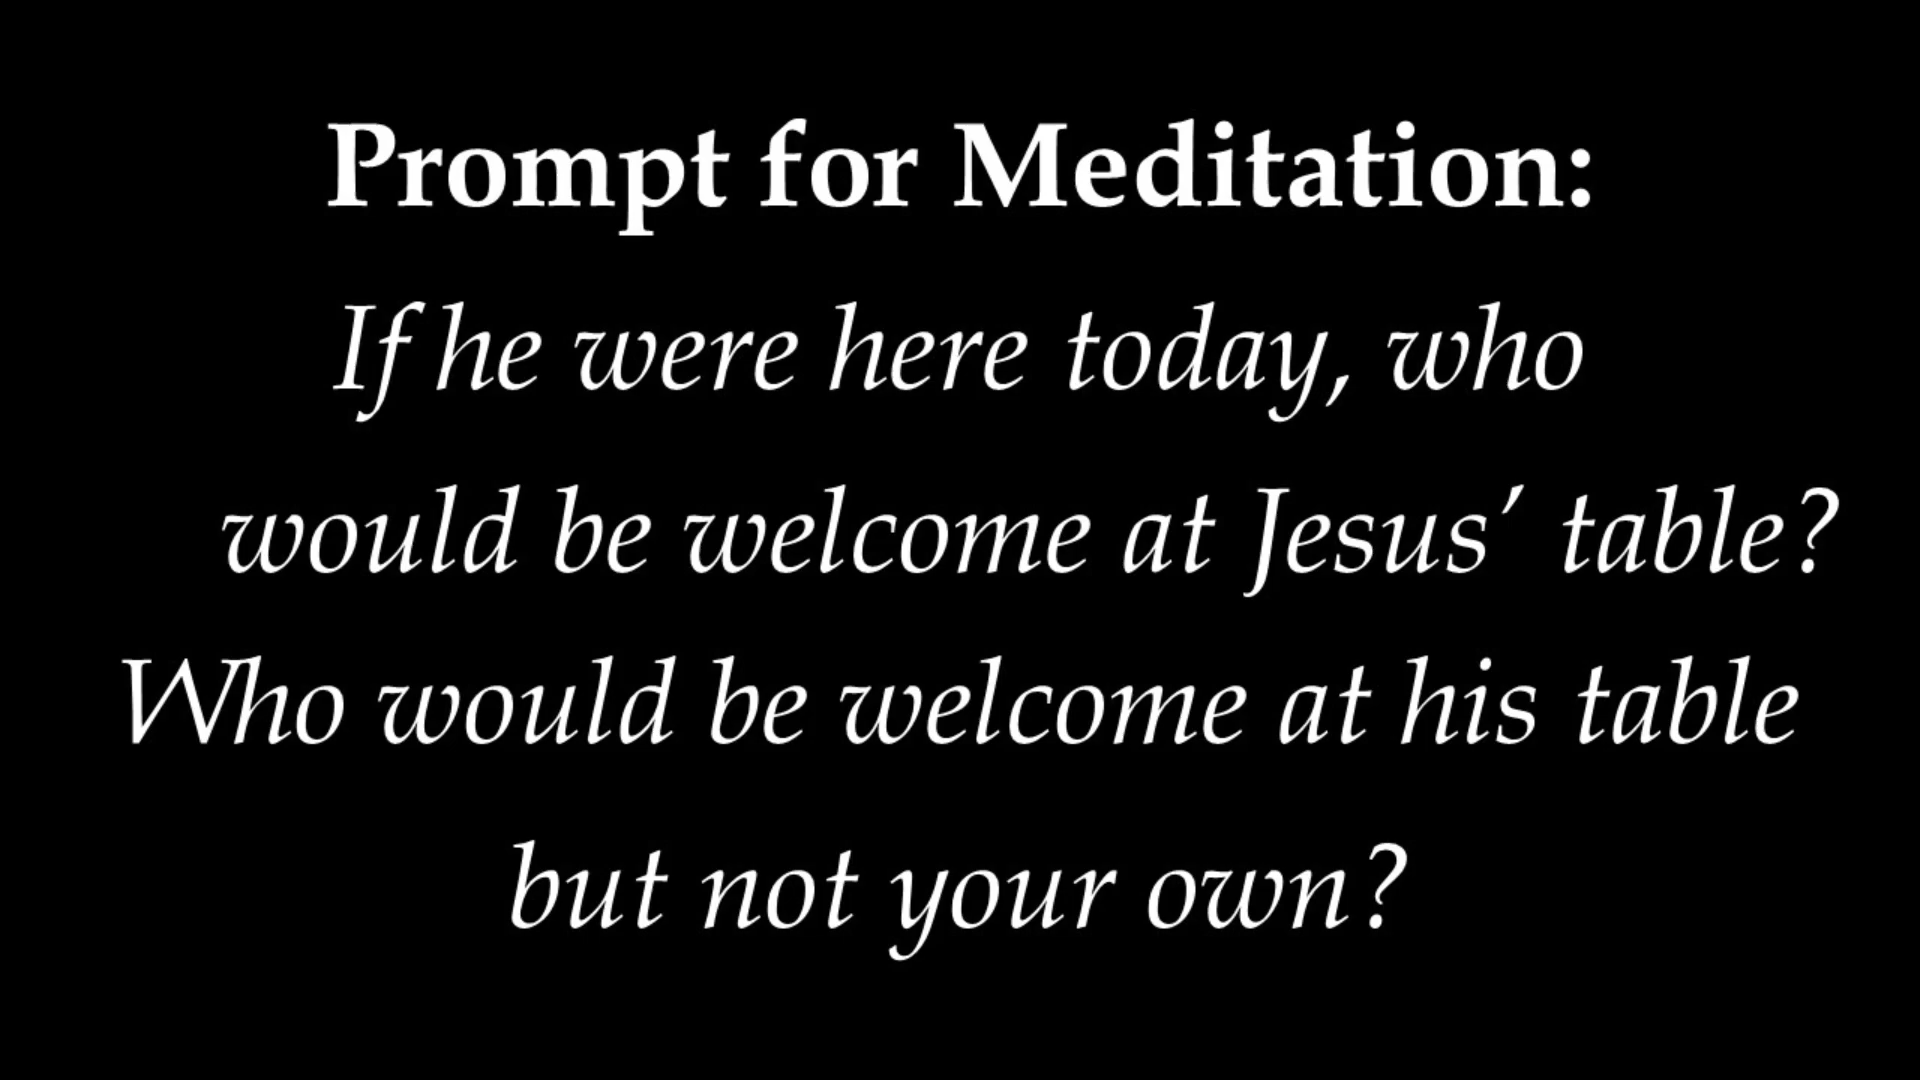 Prompt for Meditation:
If he were here today, who
would be welcome at Jesus’ table?
Who would be welcome at his table
but not your own?